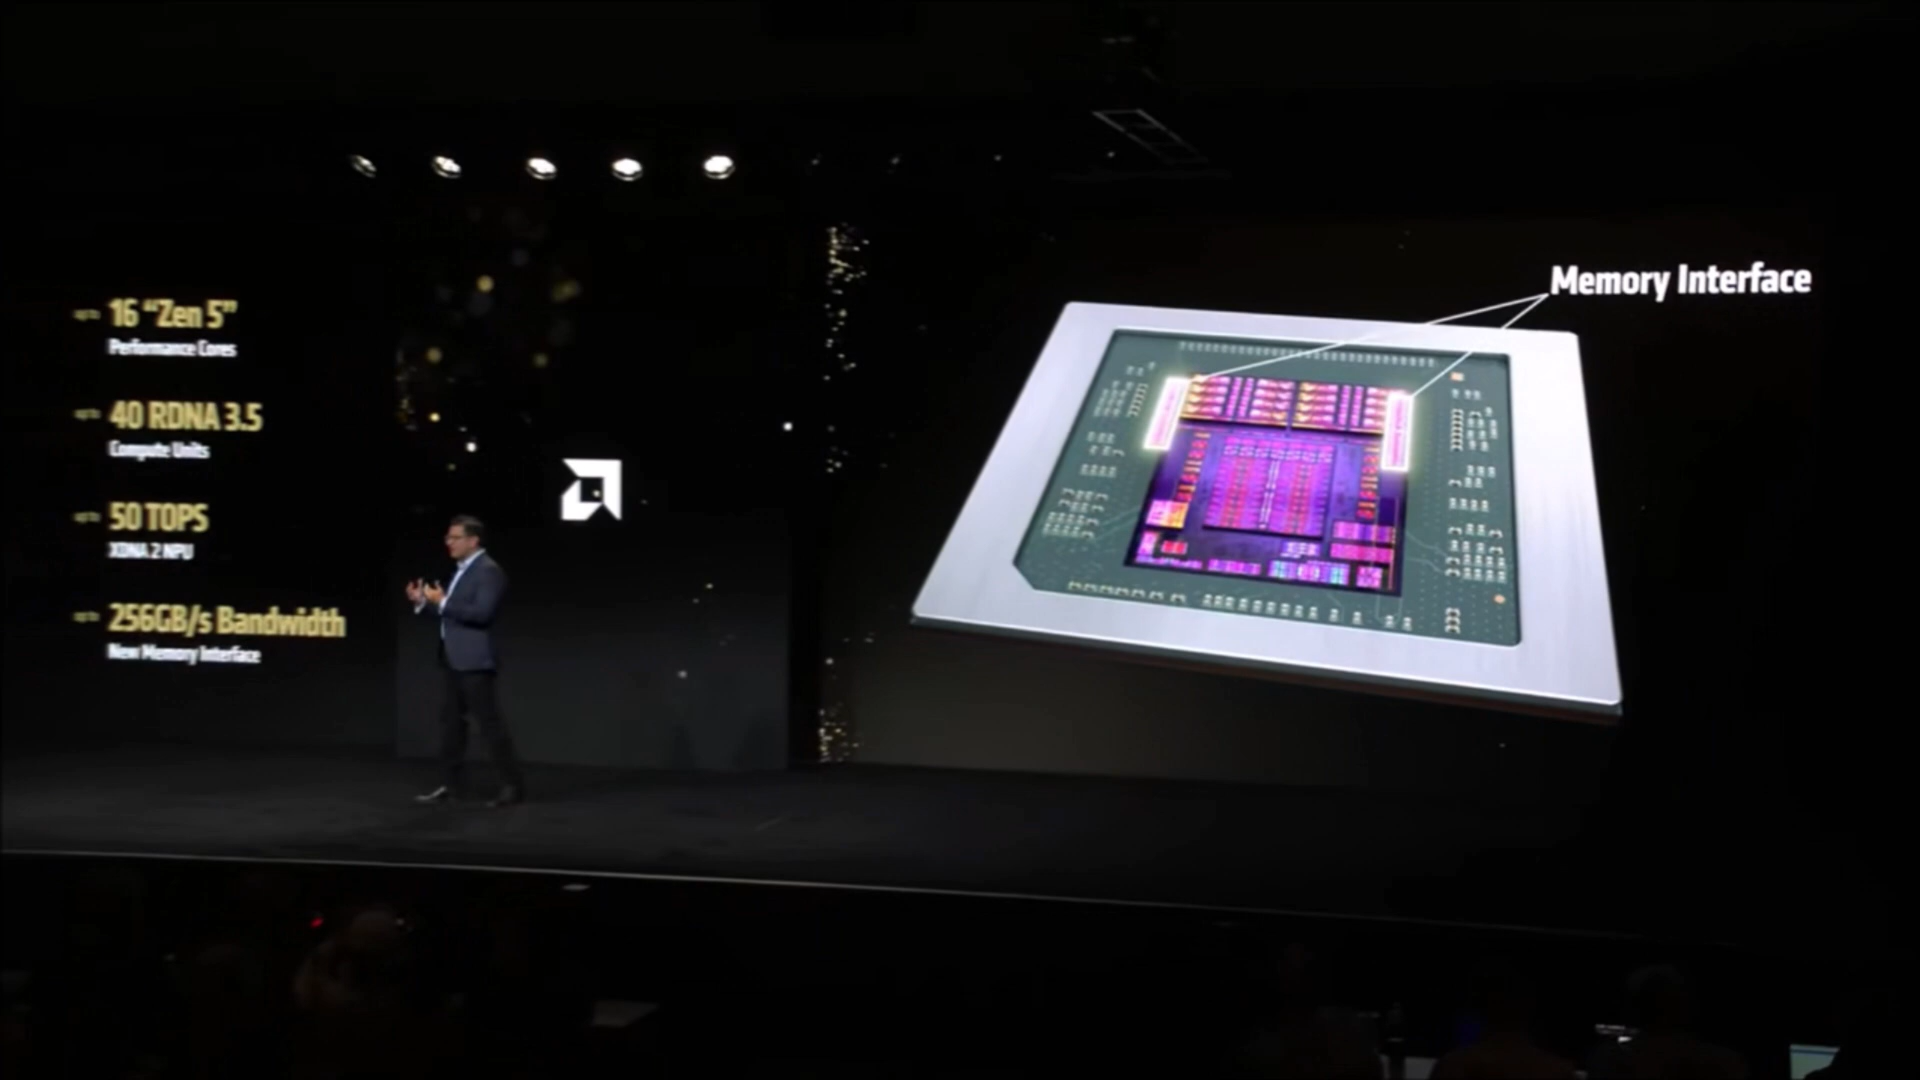 16 “Zen 5”
Performance Cores
40 RDNA 3.5
Compute Units
50 TOPS
XDNA 2 NPU
256GB/s Bandwidth
New Memory Interface
Memory Interface